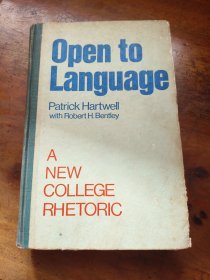 Open to
Language
Patrick Hartwell
with Robert H. Bentley
A
NEW
COLLEGE
RHETORIC